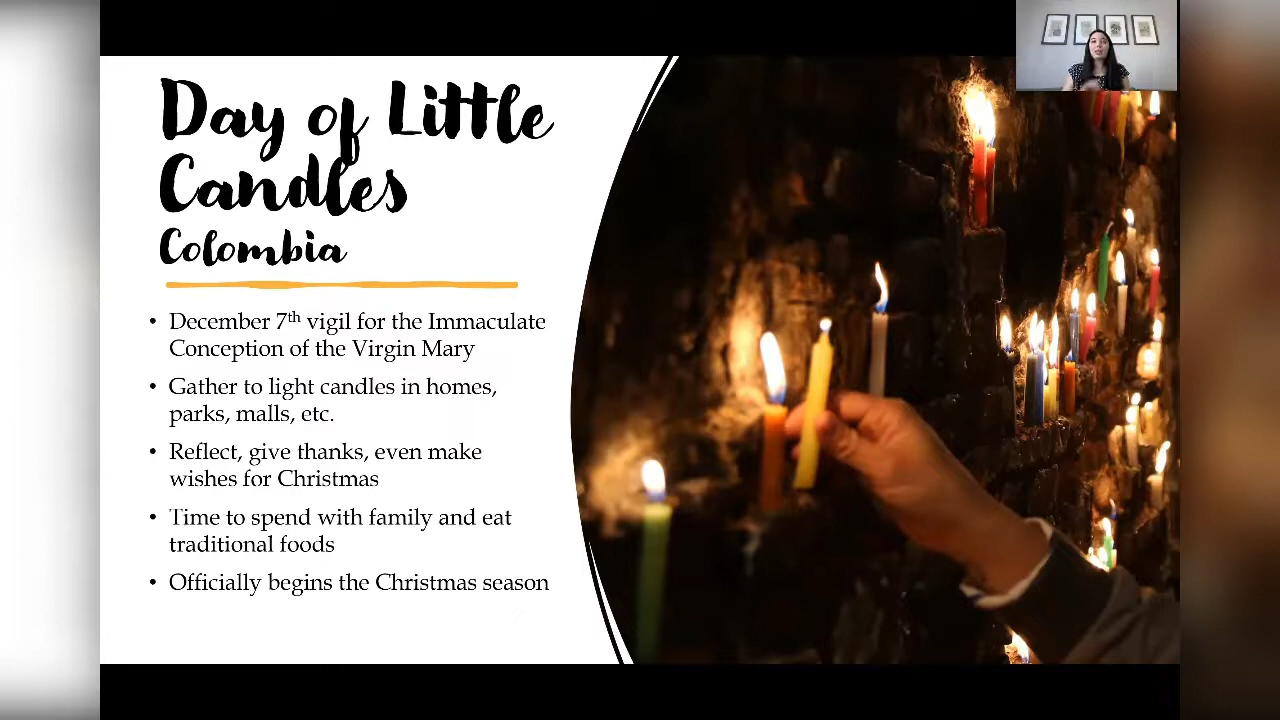 Day of Little
Candles
Colombia
• December 7th vigil for the Immaculate
Conception of the Virgin Mary
• Gather to light candles in homes,
parks, malls, etc.
• Reflect, give thanks, even make
wishes for Christmas
• Time to spend with family and eat
traditional foods
• Officially begins the Christmas season